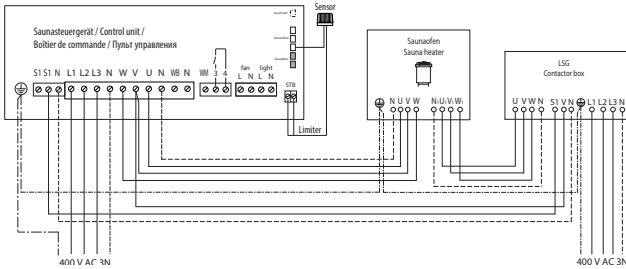 Sensor
Saunasteuergerät / Control unit /
Boîtier de commande / Пульт управления
Saunaofen
Sauna heater
LSG
Contactor box
fan light
S1 S1 N L1 L2 L3 N W V U N WB N WM 3 4 L N L N
STB
N U V W N1 U1 V1 W1
U V W N S1 V N L1 L2 L3 N
Limiter
400 V AC 3N
400 V AC 3N